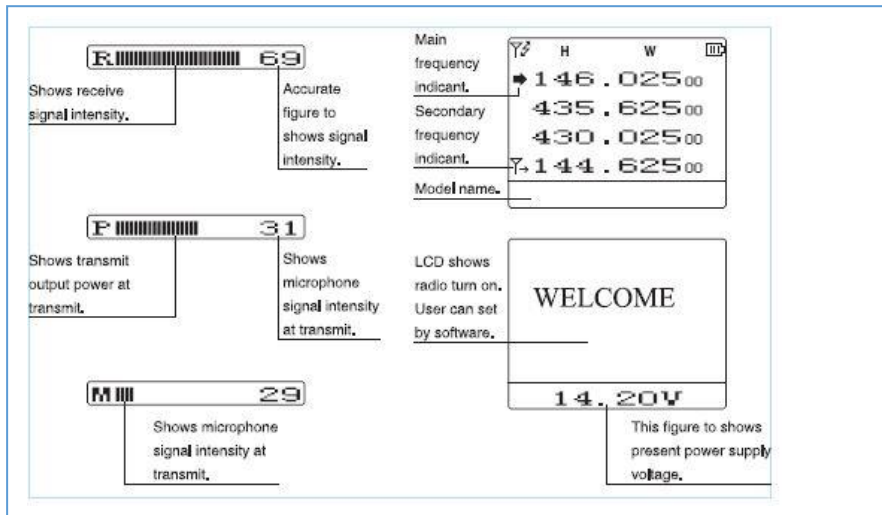 R 69
Shows receive
signal intensity.
Accurate
figure to
shows signal
intensity.
P 31
Shows transmit
output power at
transmit.
Shows
microphone
signal intensity
at transmit.
M 29
Shows microphone
signal intensity at
transmit.
Main
frequency
indicant.
Secondary
frequency
indicant.
Model name.
H W
146.02500
435.62500
430.02500
144.62500
LCD shows
radio turn on.
User can set
by software.
WELCOME
14.20V
This figure to shows
present power supply
voltage.